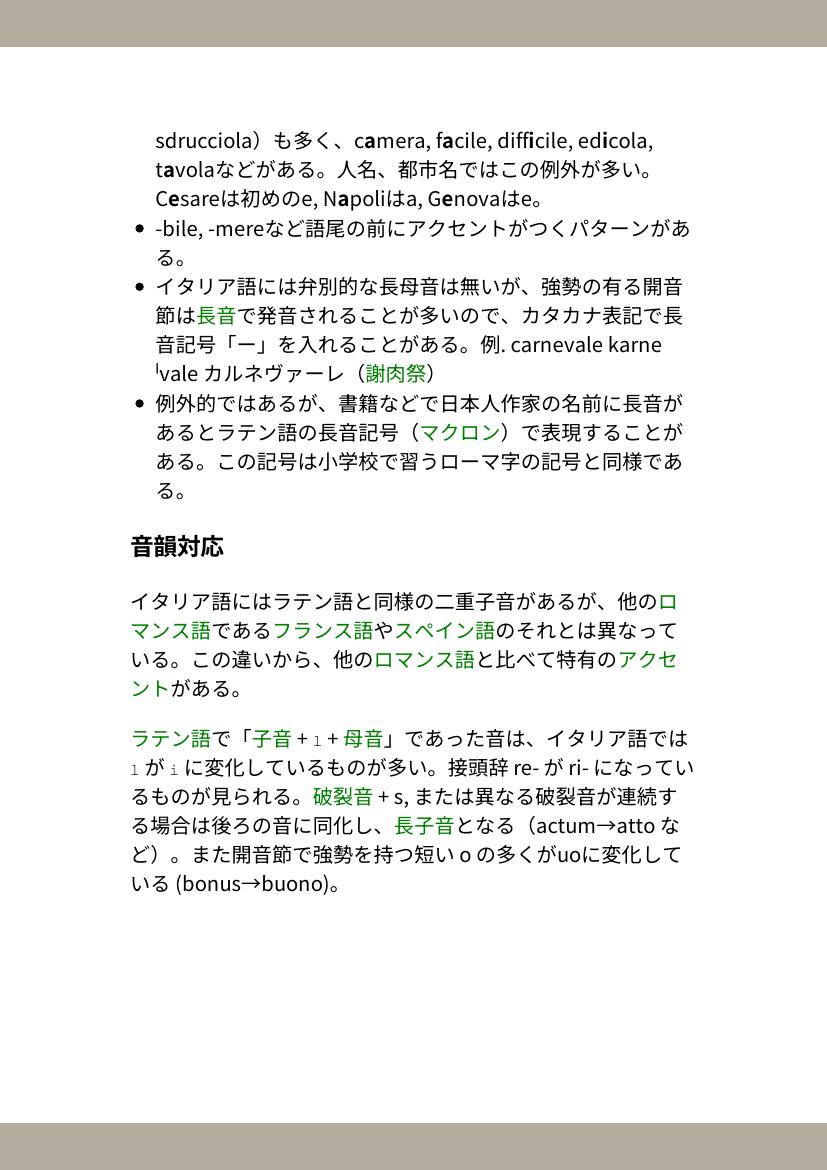 sdrucciola）も多く、camera, facile, difficile, edicola,
tavolaなどがある。人名、都市名ではこの例外が多い。
Cesareは初めのe, Napoliはa, Genovaはe。
• -bile, -mereなど語尾の前にアクセントがつくパターンがあ
る。
• イタリア語には弁別的な長母音は無いが、強勢の有る開音
節は長音で発音されることが多いので、カタカナ表記で長
音記号「ー」を入れることがある。例. carnevale karne
ˈvale カルネヴァーレ（謝肉祭）
• 例外的ではあるが、書籍などで日本人作家の名前に長音が
あるとラテン語の長音記号（マクロン）で表現することが
ある。この記号は小学校で習うローマ字の記号と同様であ
る。
音韻対応
イタリア語にはラテン語と同様の二重子音があるが、他のロ
マンス語であるフランス語やスペイン語のそれとは異なって
いる。この違いから、他のロマンス語と比べて特有のアクセ
ントがある。
ラテン語で「子音 + l + 母音」であった音は、イタリア語では
l が i に変化しているものが多い。接頭辞 re- が ri- になってい
るものが見られる。破裂音 + s, または異なる破裂音が連続す
る場合は後ろの音に同化し、長子音となる（actum→atto な
ど）。また開音節で強勢を持つ短い o の多くがuoに変化して
いる (bonus→buono)。